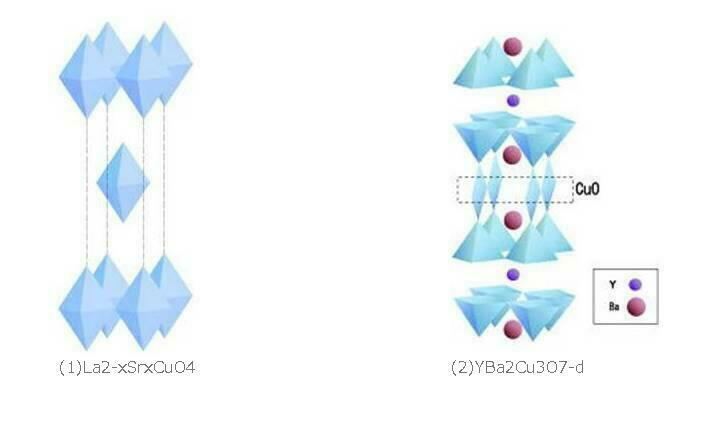 CuO
Y
Ba
(1)La2-xSrxCuO4
(2)YBa2Cu3O7-d